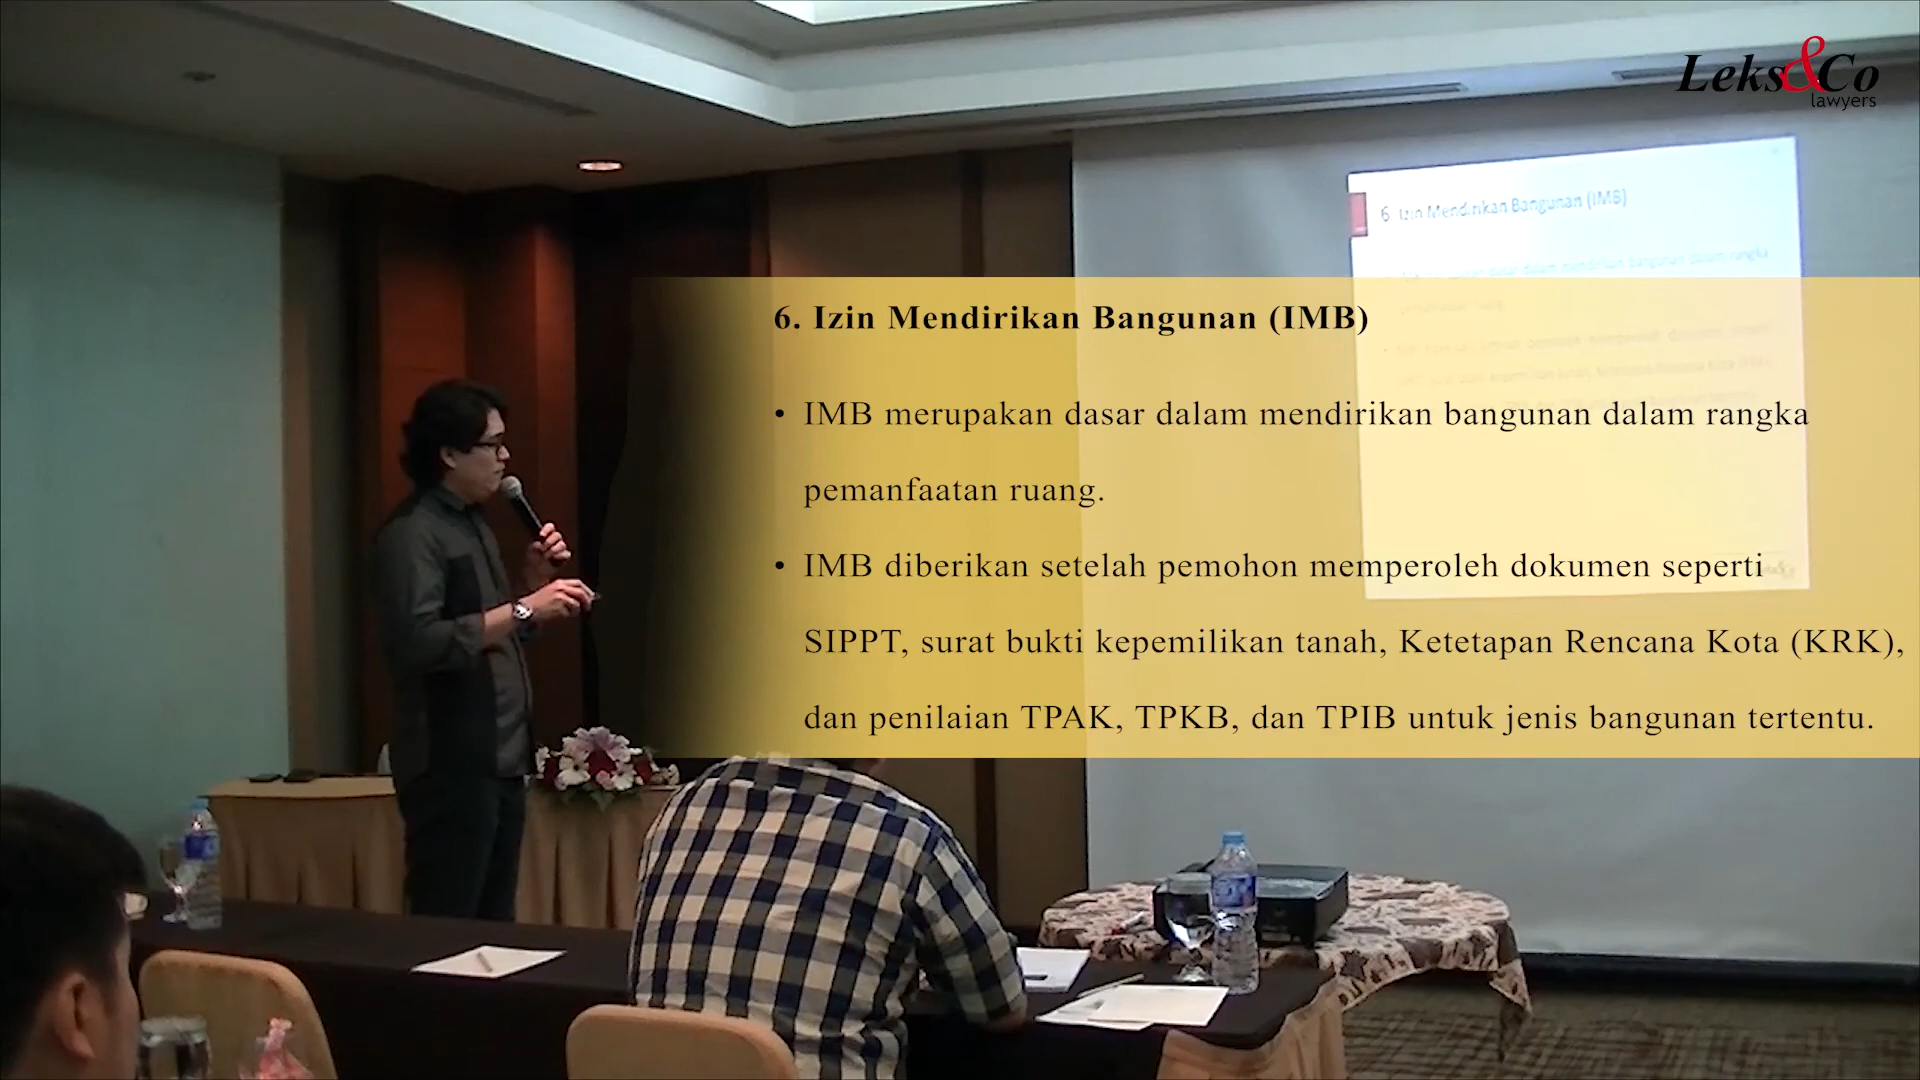 Leks&Co
lawyers
6. Izin Mendirikan Bangunan (IMB)
6. Izin Mendirikan Bangunan (IMB)
• IMB merupakan dasar dalam mendirikan bangunan dalam rangka
pemanfaatan ruang.
• IMB diberikan setelah pemohon memperoleh dokumen seperti
SIPPT, surat bukti kepemilikan tanah, Ketetapan Rencana Kota (KRK),
dan penilaian TPAK, TPKB, dan TPIB untuk jenis bangunan tertentu.